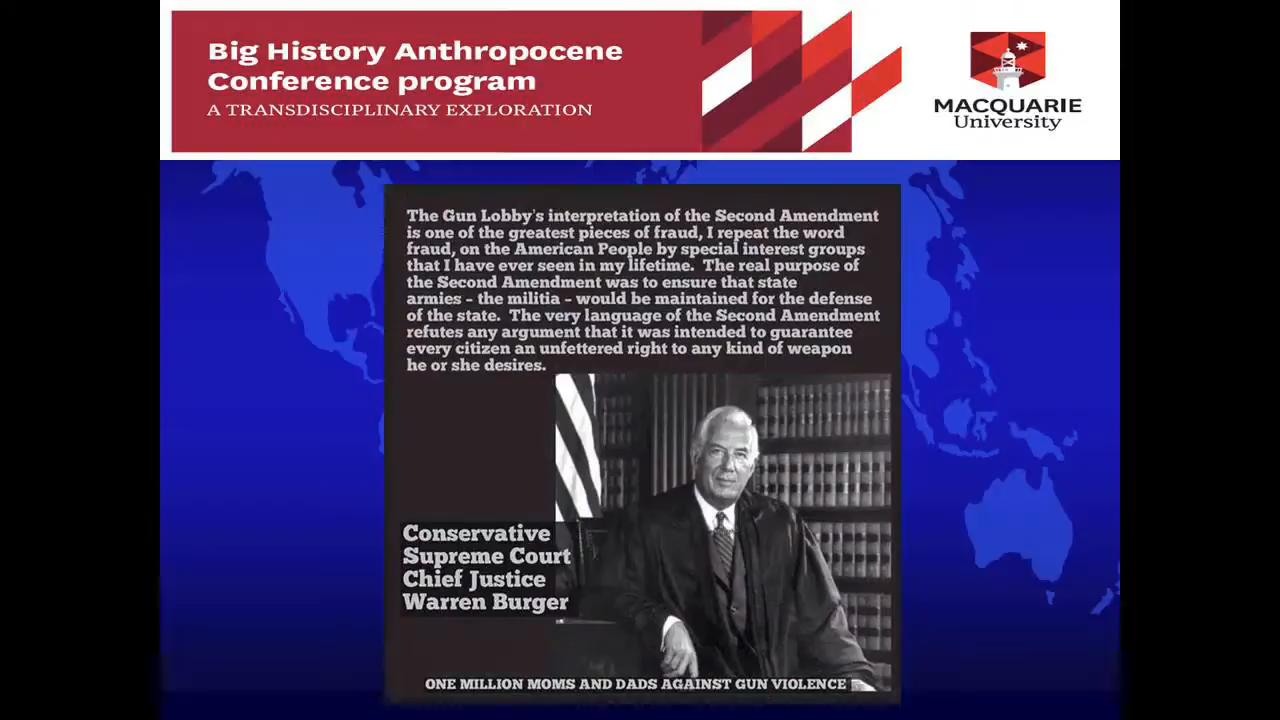 Big History Anthropocene
Conference program
A TRANSDISCIPLINARY EXPLORATION
MACQUARIE
University
The Gun Lobby's interpretation of the Second Amendment
is one of the greatest pieces of fraud, I repeat the word
fraud, on the American People by special interest groups
that I have ever seen in my lifetime. The real purpose of
the Second Amendment was to ensure that state
armies - the militia - would be maintained for the defense
of the state. The very language of the Second Amendment
refutes any argument that it was intended to guarantee
every citizen an unfettered right to any kind of weapon
he or she desires.
Conservative
Supreme Court
Chief Justice
Warren Burger
ONE MILLION MOMS AND DADS AGAINST GUN VIOLENCE